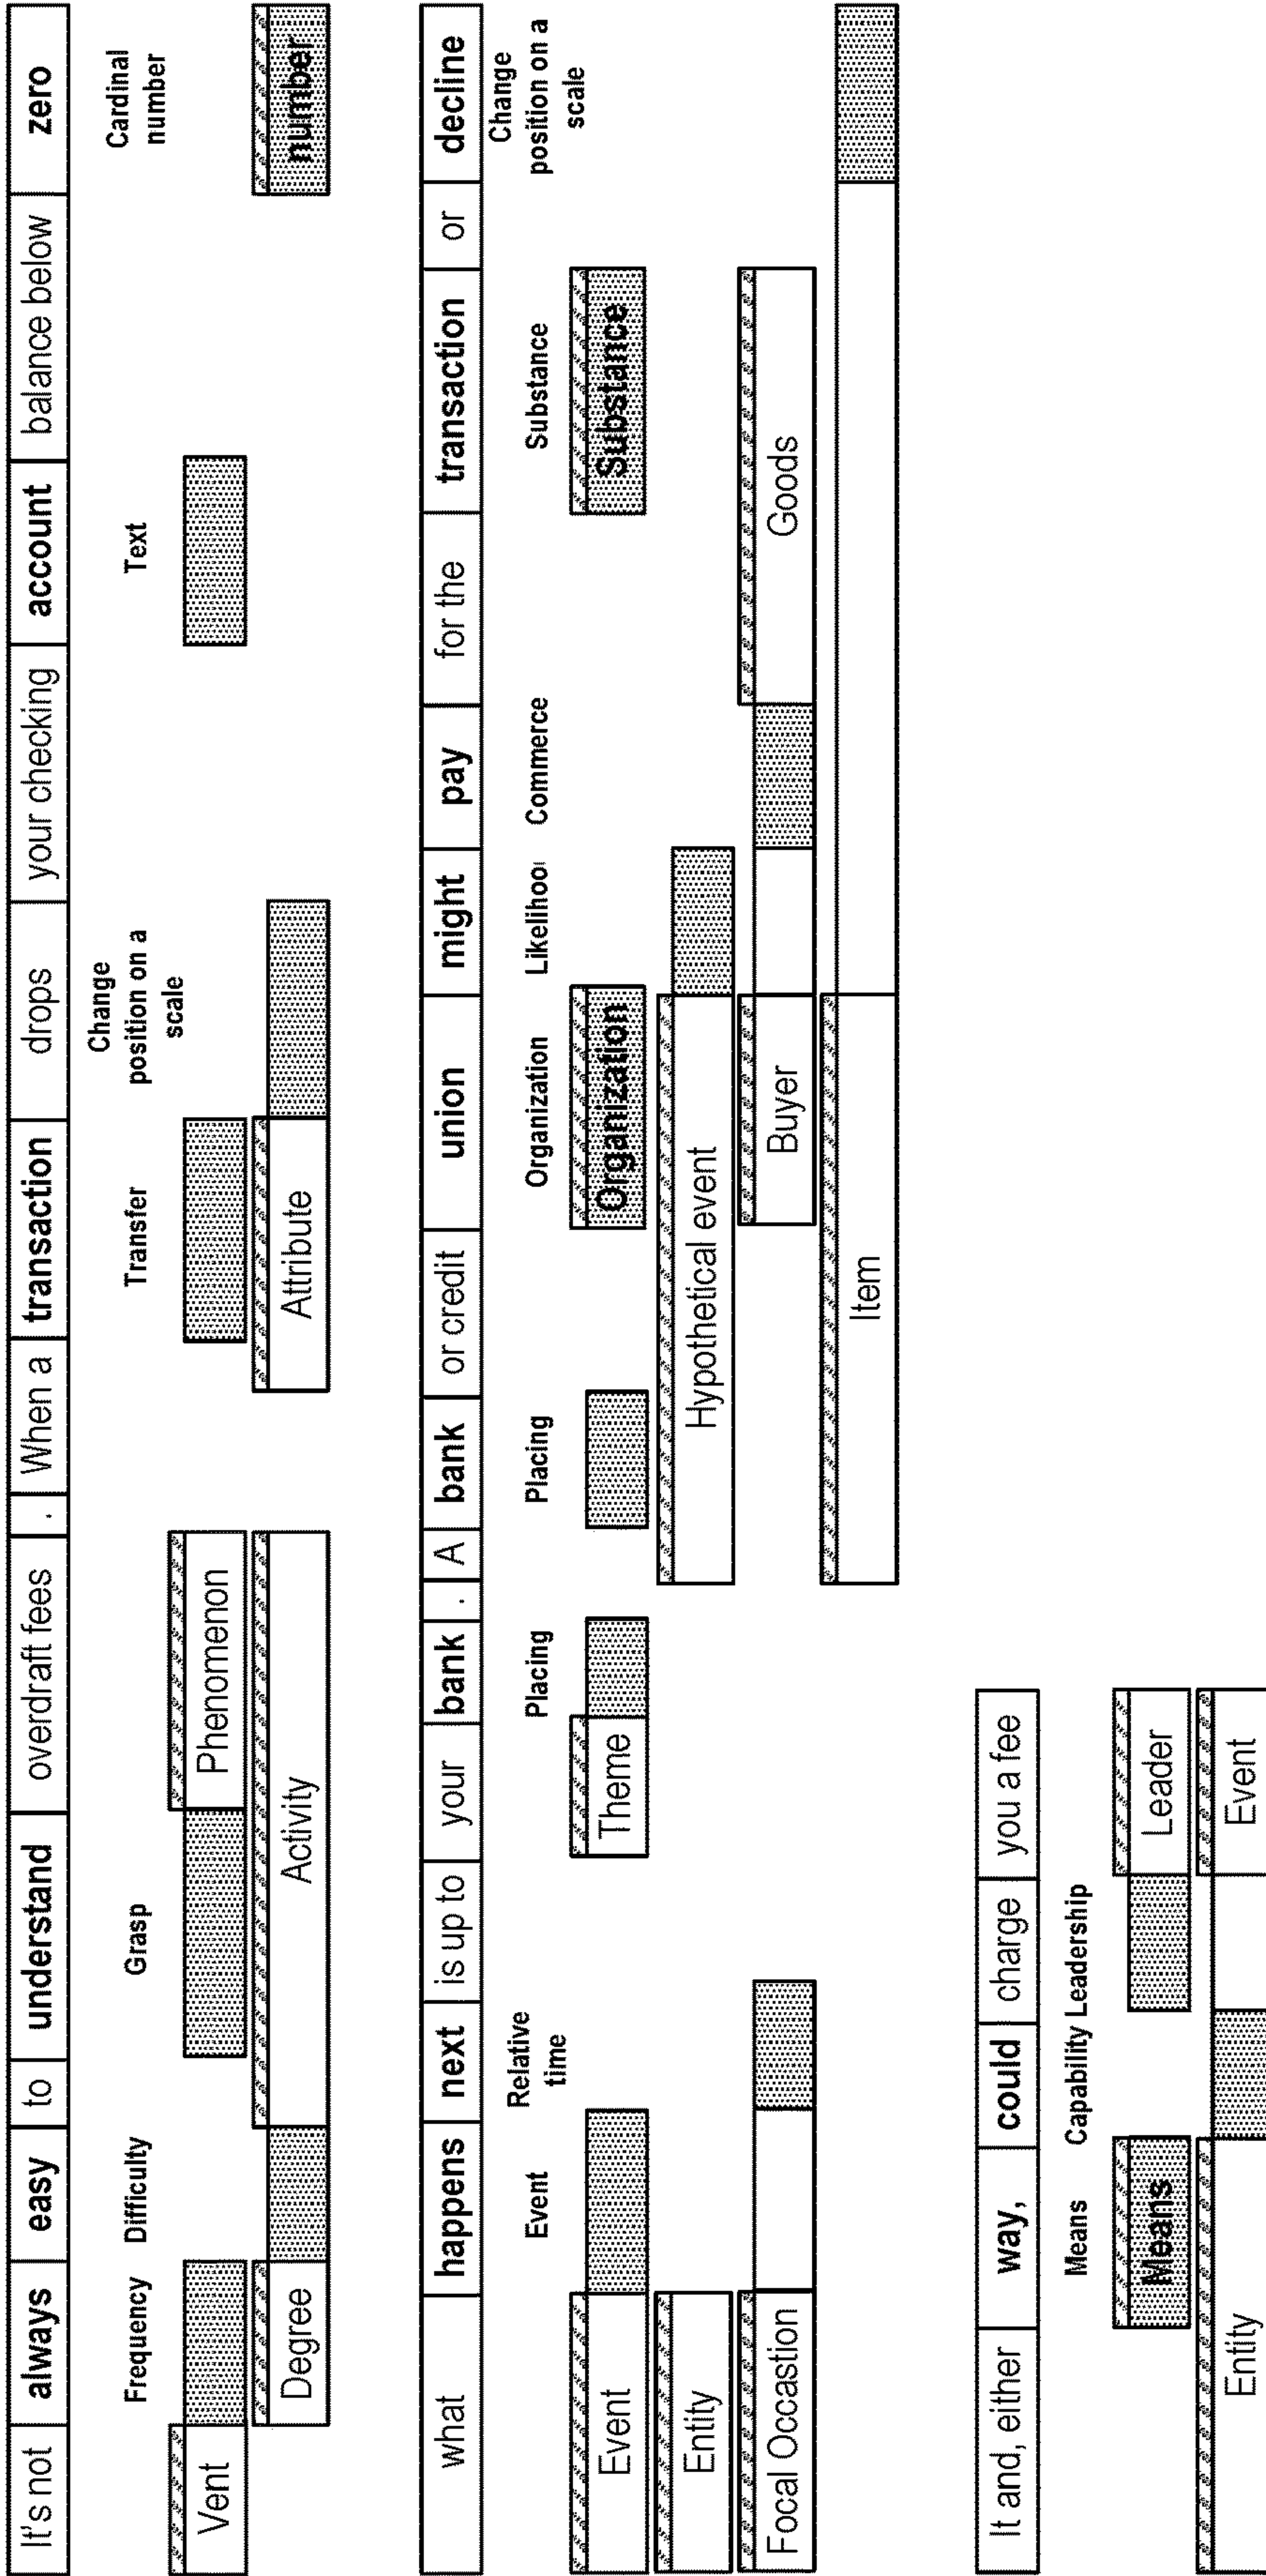 It's not always easy to understand overdraft fees . When a transaction drops your checking account balance below zero
Frequency Difficulty Grasp Transfer Change position on a scale Text Cardinal number
Vent Phenomenon
Degree Activity Attribute number
what happens next is up to your bank . A bank or credit union might pay for the transaction or decline
Event Relative time Placing Placing Organization Likelihoo Commerce Substance Change position on a scale
Event Theme Organization Substance
Entity Hypothetical event
Focal Occastion Buyer Goods
Item
It and, either way, could charge you a fee
Means Capability Leadership
Means Leader
Entity Event